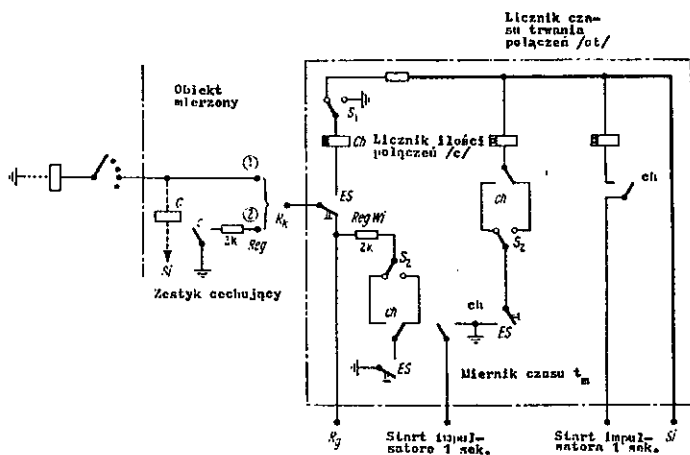 Licznik cza-
su trwania
połączeń /ct/
Obiekt
mierzony
S₁
Ch
Licznik ilości
połączeń /c/
ch
①
ES
C
c
②
2k
Reg
Rk
Reg Wi
2k
S₂
ch
S₂
Si
Zestyk cechujący
ch
ch
ES
ES
Miernik czasu tm
Rg
Start impul-
satora 1 sek.
Start impul-
satora 1 sek.
Si